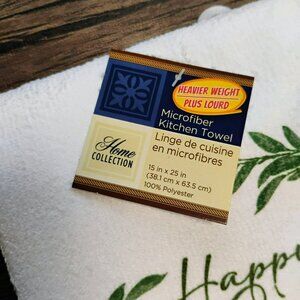 HEAVIER WEIGHT
PLUS LOURD
Microfiber
Kitchen Towel
Linge de cuisine
en microfibres
Home
COLLECTION
15 in x 25 in
(38.1 cm x 63.5 cm)
100% Polyester
Happ